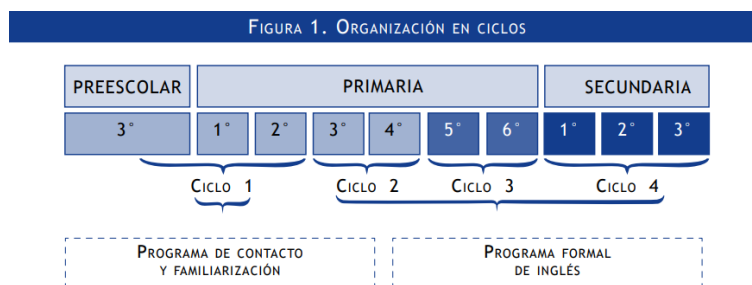 FIGURA 1. ORGANIZACIÓN EN CICLOS
PREESCOLAR PRIMARIA SECUNDARIA
3° 1° 2° 3° 4° 5° 6° 1° 2° 3°
CICLO 1 CICLO 2 CICLO 3 CICLO 4
PROGRAMA DE CONTACTO
Y FAMILIARIZACIÓN
PROGRAMA FORMAL
DE INGLÉS